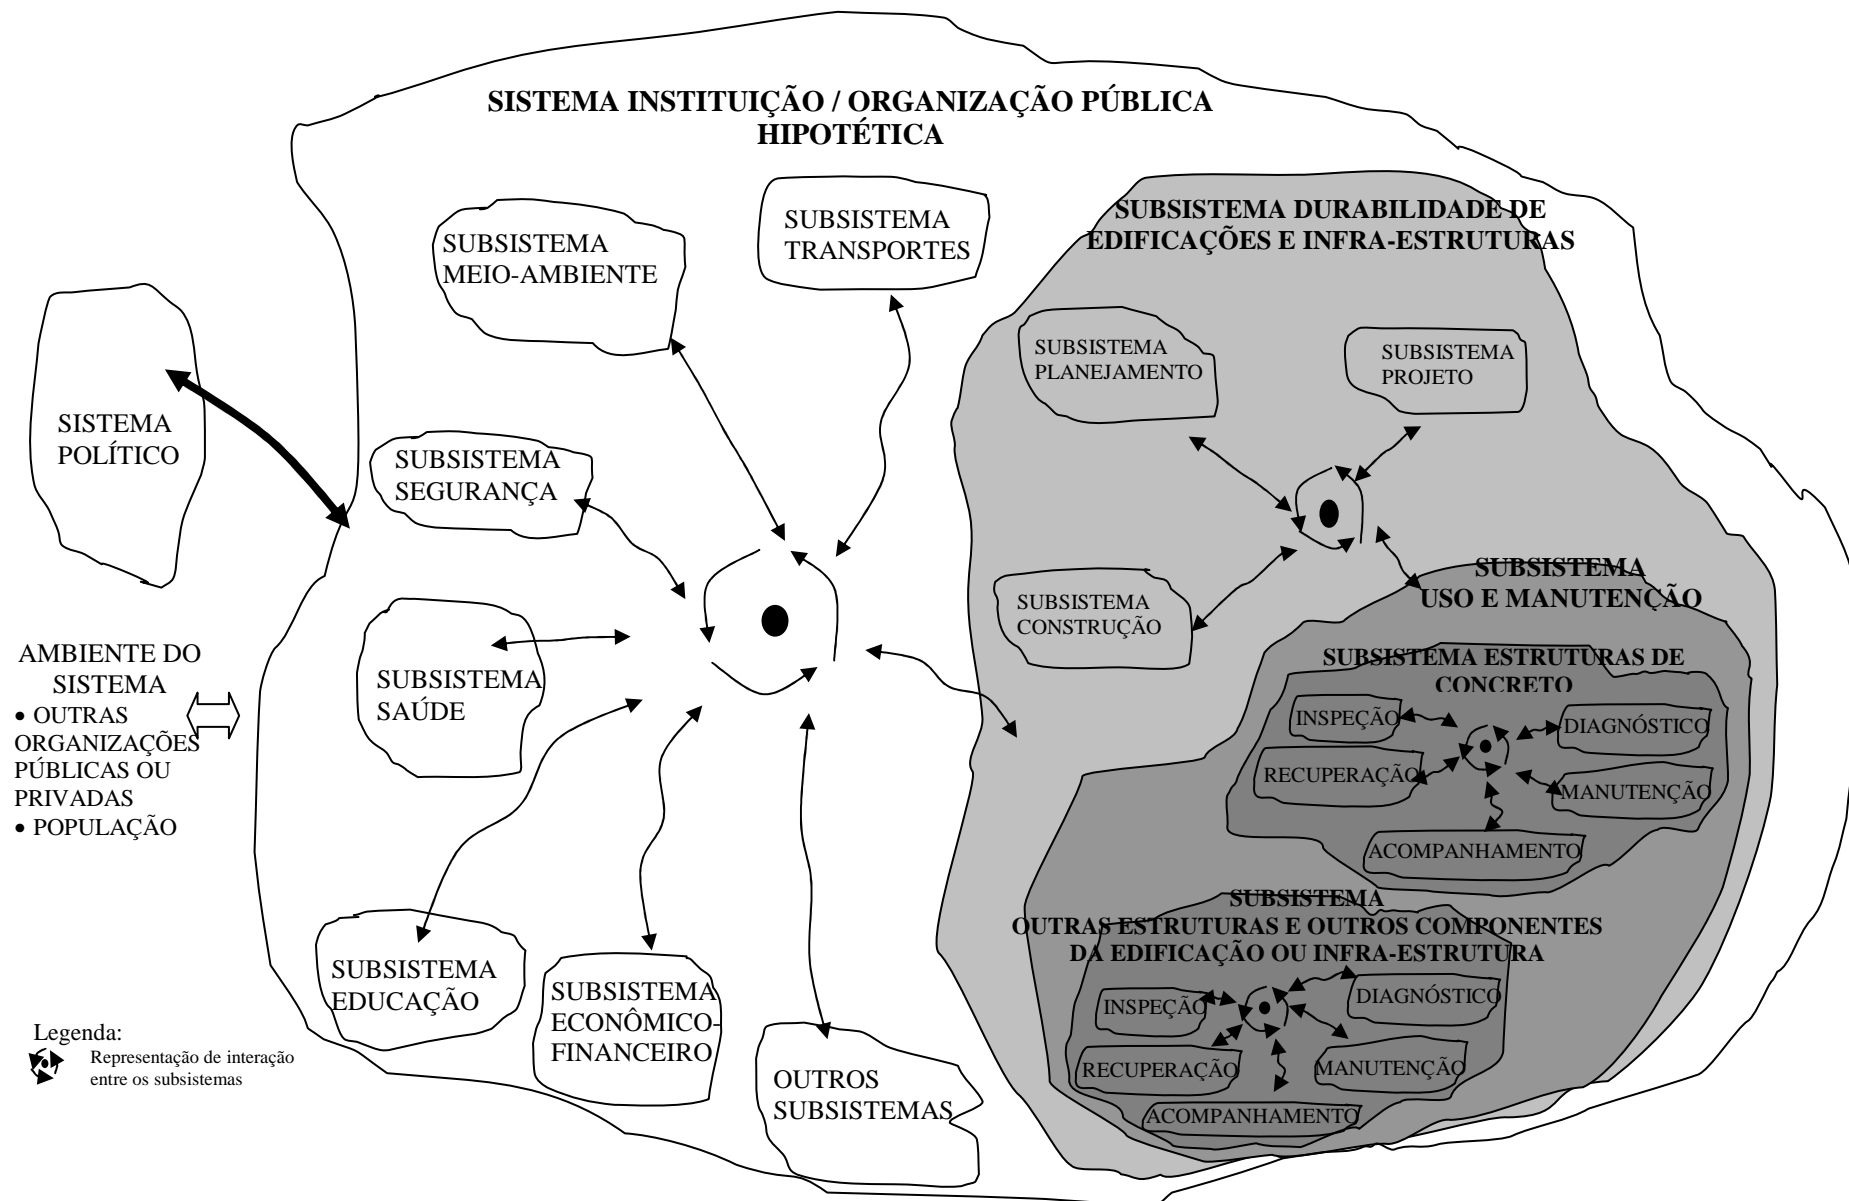 SISTEMA INSTITUIÇÃO / ORGANIZAÇÃO PÚBLICA
HIPOTÉTICA
SUBSISTEMA
MEIO-AMBIENTE
SUBSISTEMA
TRANSPORTES
SISTEMA
POLÍTICO
SUBSISTEMA
SEGURANÇA
SUBSISTEMA
SAÚDE
AMBIENTE DO
SISTEMA
• OUTRAS
ORGANIZAÇÕES
PÚBLICAS OU
PRIVADAS
• POPULAÇÃO
SUBSISTEMA
EDUCAÇÃO
SUBSISTEMA
ECONÔMICO-
FINANCEIRO
OUTROS
SUBSISTEMAS
SUBSISTEMA DURABILIDADE DE
EDIFICAÇÕES E INFRA-ESTRUTURAS
SUBSISTEMA
PLANEJAMENTO
SUBSISTEMA
PROJETO
SUBSISTEMA
CONSTRUÇÃO
SUBSISTEMA
USO E MANUTENÇÃO
SUBSISTEMA ESTRUTURAS DE
CONCRETO
INSPEÇÃO
DIAGNÓSTICO
RECUPERAÇÃO
MANUTENÇÃO
ACOMPANHAMENTO
SUBSISTEMA
OUTRAS ESTRUTURAS E OUTROS COMPONENTES
DA EDIFICAÇÃO OU INFRA-ESTRUTURA
INSPEÇÃO
DIAGNÓSTICO
RECUPERAÇÃO
MANUTENÇÃO
ACOMPANHAMENTO
Legenda:
Representação de interação
entre os subsistemas